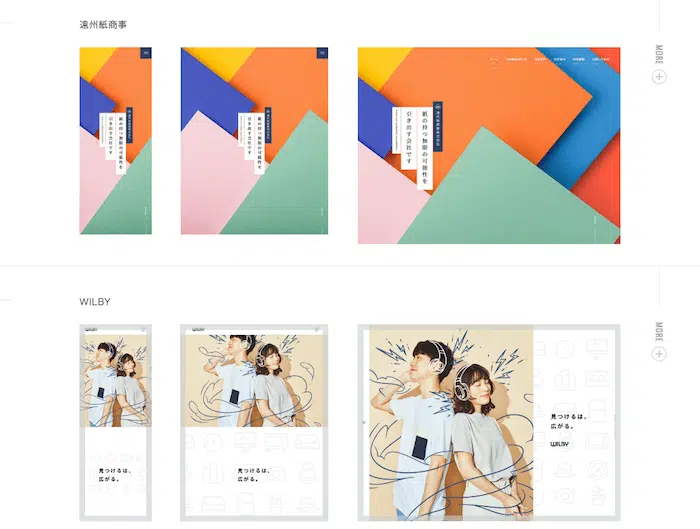 遠州紙商事
MORE
紙の持つ無限の可能性を
引き出す会社です
紙の持つ無限の可能性を
引き出す会社です
紙の持つ無限の可能性を
引き出す会社です
WILBY
MORE
WILBY
見つけるは、
広がる。
WILBY
見つけるは、
広がる。
見つけるは、
広がる。
WILBY